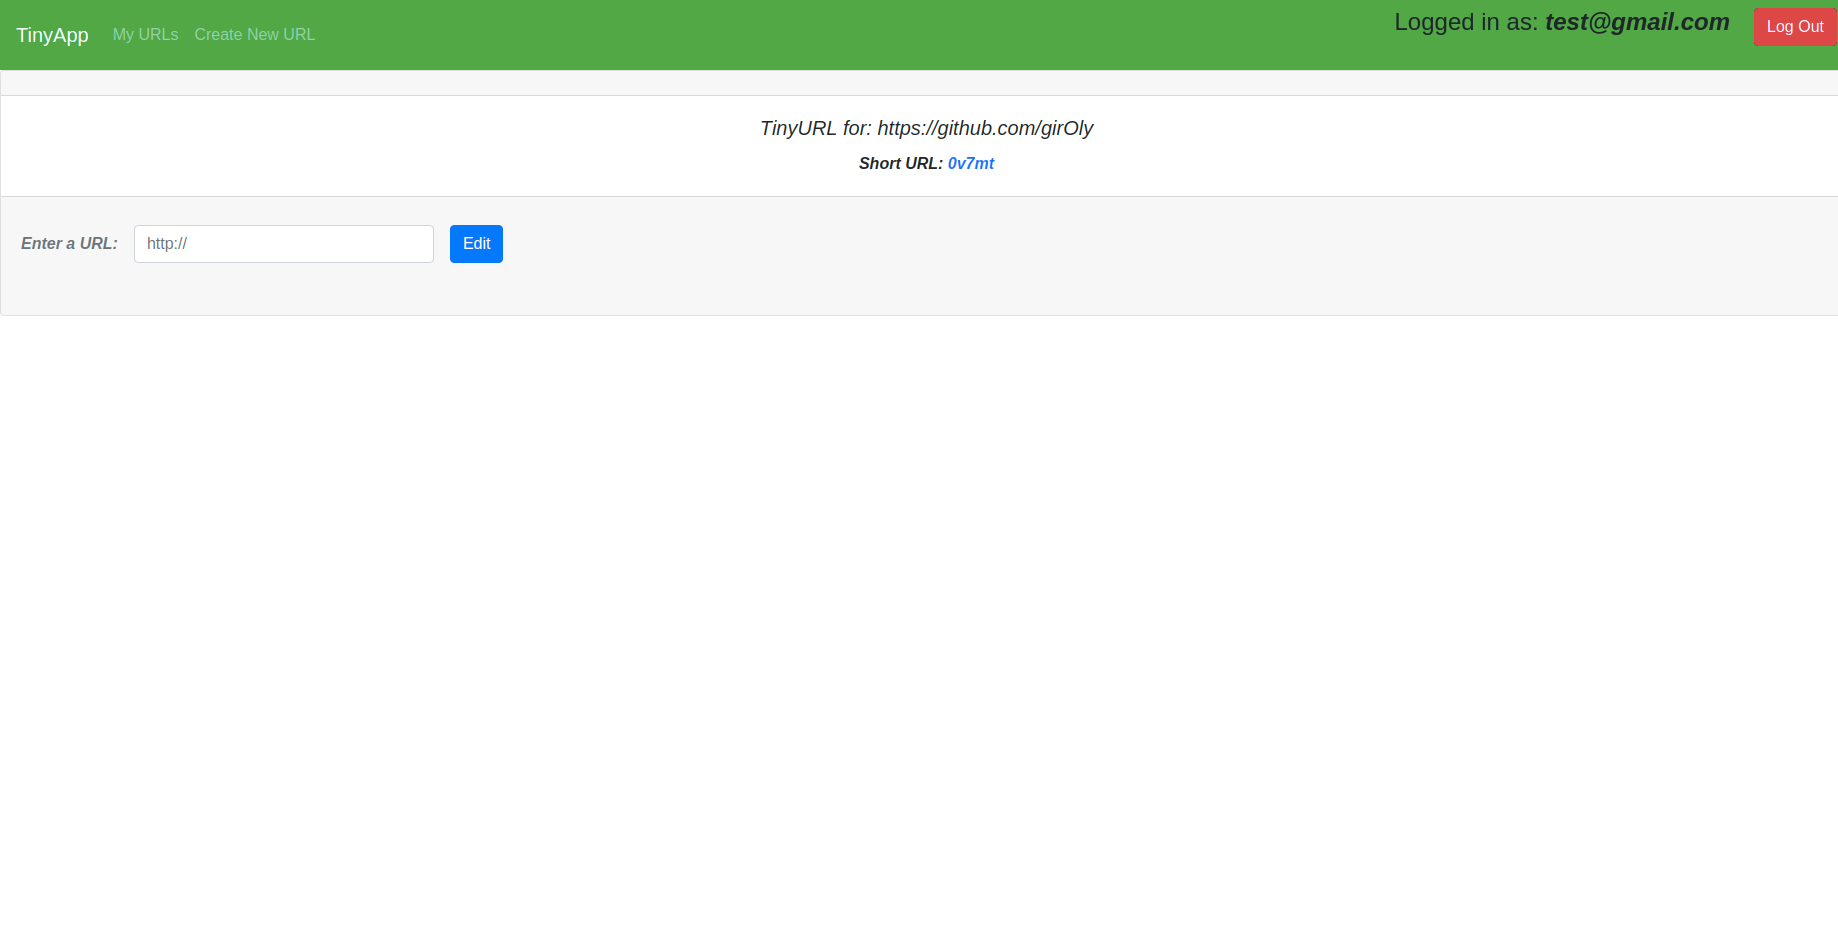 TinyApp My URLs Create New URL Logged in as: test@gmail.com Log Out
TinyURL for: https://github.com/girOly
Short URL: 0v7mt
Enter a URL: http:// Edit